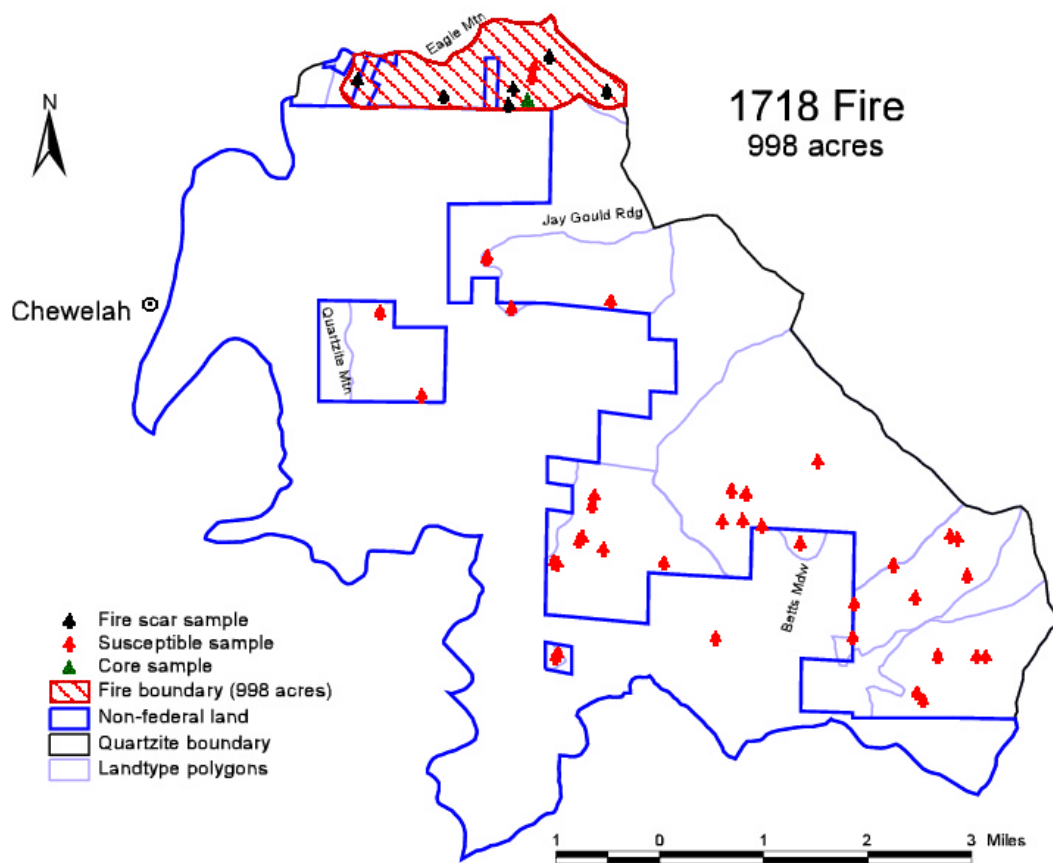 Eagle Mtn
N
1718 Fire
998 acres
Jay Gould Rdg
Chewelah
Quartzite Mtn
Betts Mdw
Fire scar sample
Susceptible sample
Core sample
Fire boundary (998 acres)
Non-federal land
Quartzite boundary
Landtype polygons
1 0 1 2 3 Miles